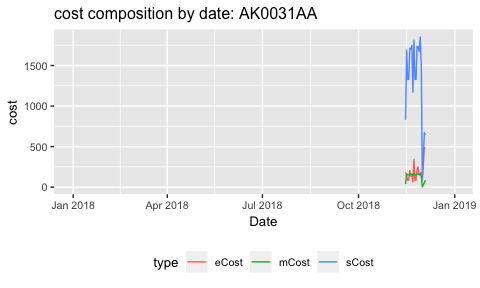 cost composition by date: AK0031AA
cost
1500
1000
500
0
Jan 2018 Apr 2018 Jul 2018 Oct 2018 Jan 2019
Date
type eCost mCost sCost